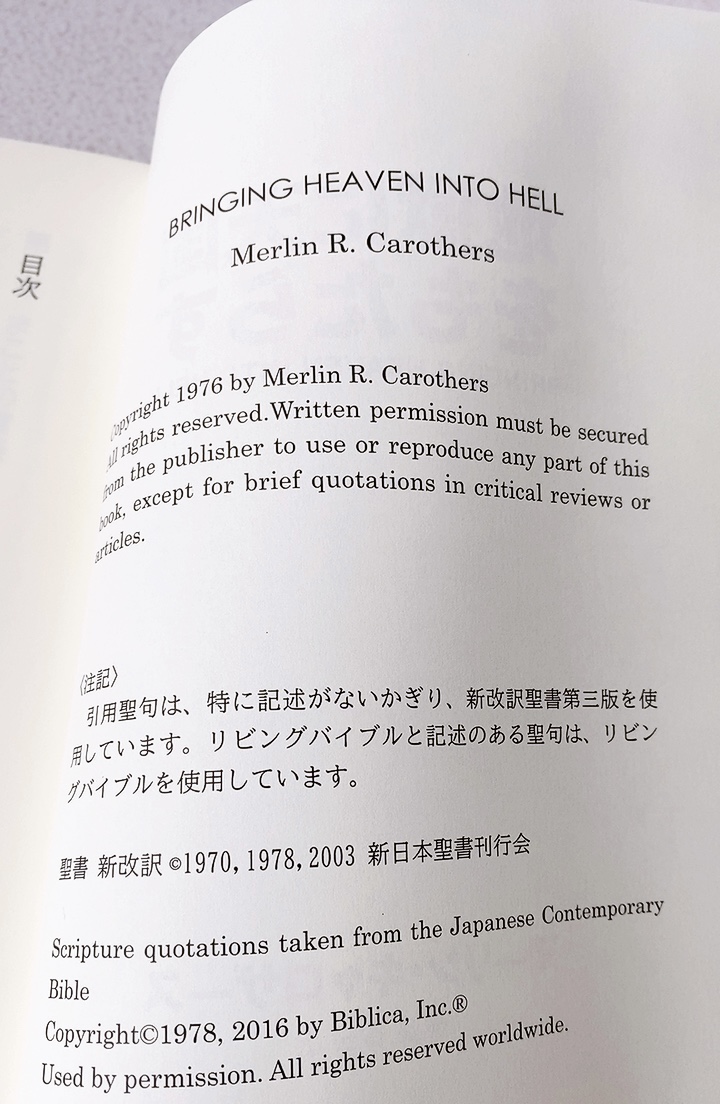 目次
BRINGING HEAVEN INTO HELL
Merlin R. Carothers
Copyright 1976 by Merlin R. Carothers
All rights reserved.Written permission must be secured
from the publisher to use or reproduce any part of this
book, except for brief quotations in critical reviews or
articles.
〈注記〉
引用聖句は、特に記述がないかぎり、新改訳聖書第三版を使
用しています。リビングバイブルと記述のある聖句は、リビン
グバイブルを使用しています。
聖書 新改訳 ©1970, 1978, 2003 新日本聖書刊行会
Scripture quotations taken from the Japanese Contemporary
Bible
Copyright©1978, 2016 by Biblica, Inc.®
Used by permission. All rights reserved worldwide.